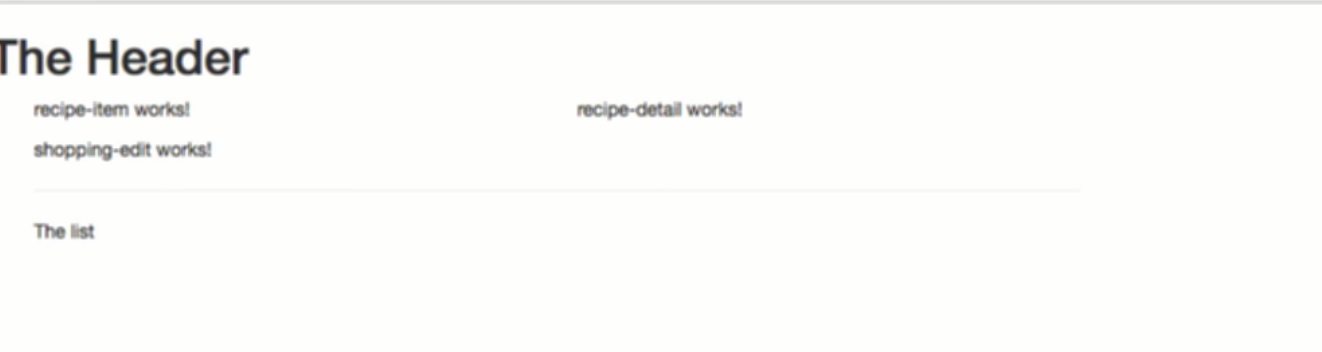 The Header
recipe-item works!
recipe-detail works!
shopping-edit works!
The list